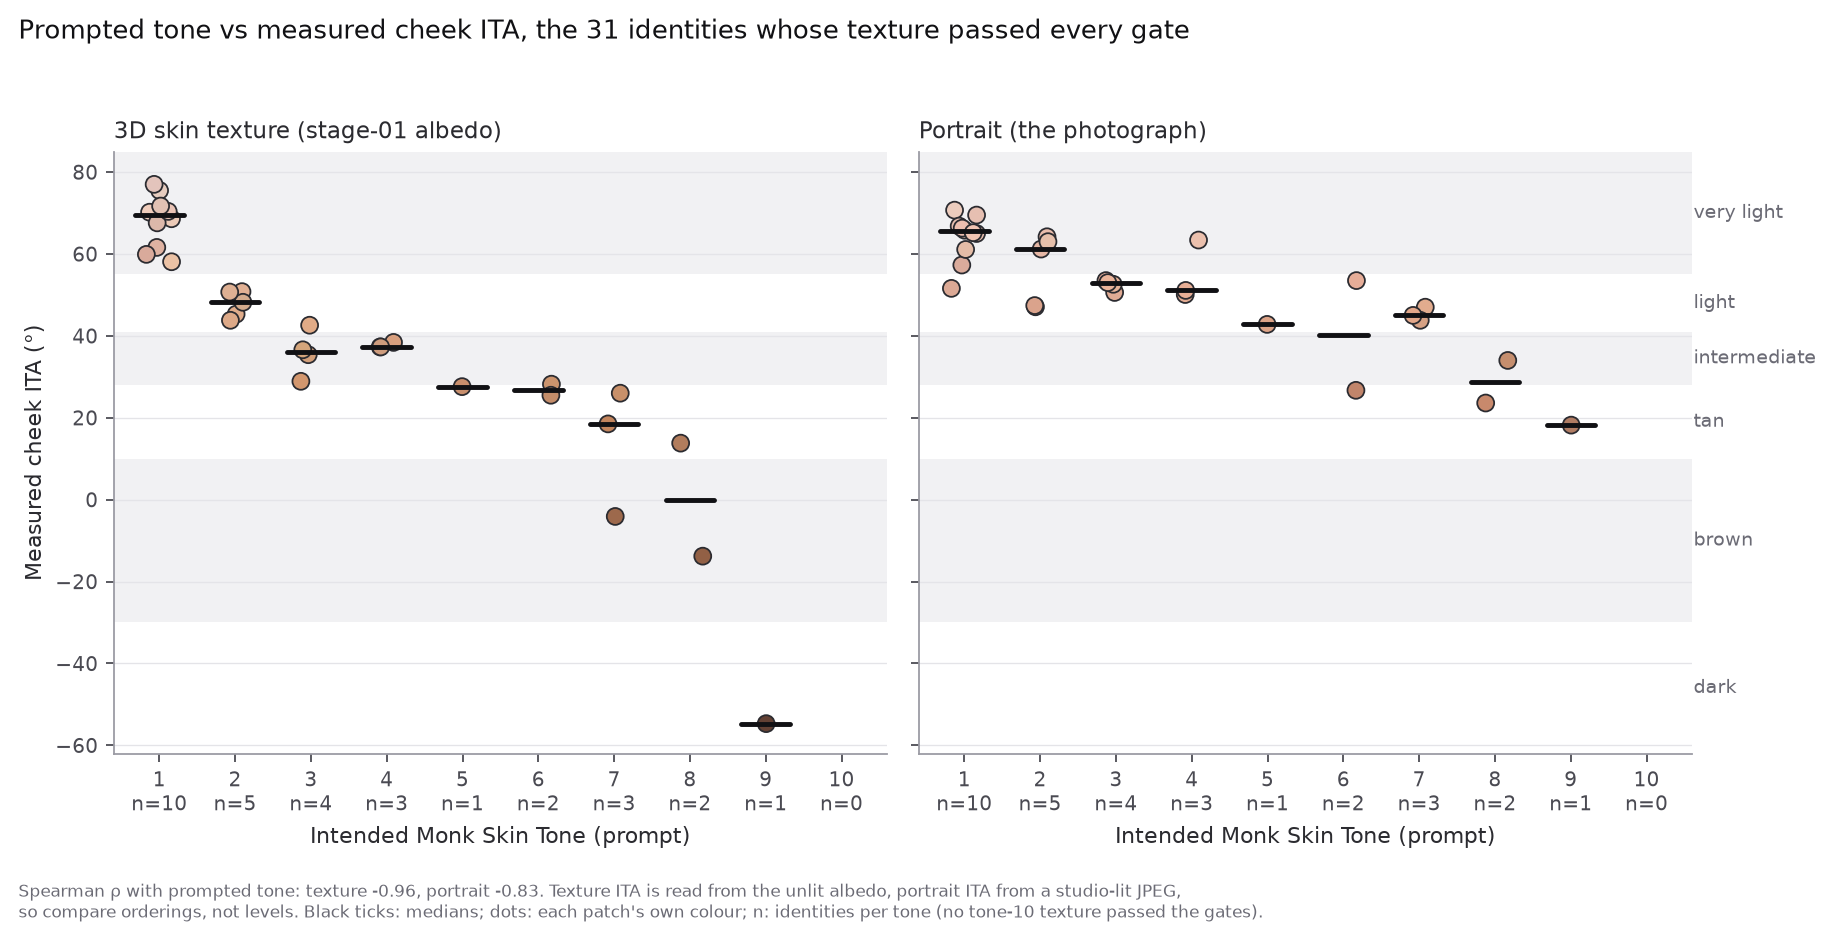 Prompted tone vs measured cheek ITA, the 31 identities whose texture passed every gate
3D skin texture (stage-01 albedo)
Measured cheek ITA (°)
80
60
40
20
0
−20
−40
−60
1 2 3 4 5 6 7 8 9 10
n=10 n=5 n=4 n=3 n=1 n=2 n=3 n=2 n=1 n=0
Intended Monk Skin Tone (prompt)
Portrait (the photograph)
very light
light
intermediate
tan
brown
dark
1 2 3 4 5 6 7 8 9 10
n=10 n=5 n=4 n=3 n=1 n=2 n=3 n=2 n=1 n=0
Intended Monk Skin Tone (prompt)
Spearman ρ with prompted tone: texture -0.96, portrait -0.83. Texture ITA is read from the unlit albedo, portrait ITA from a studio-lit JPEG,
so compare orderings, not levels. Black ticks: medians; dots: each patch's own colour; n: identities per tone (no tone-10 texture passed the gates).